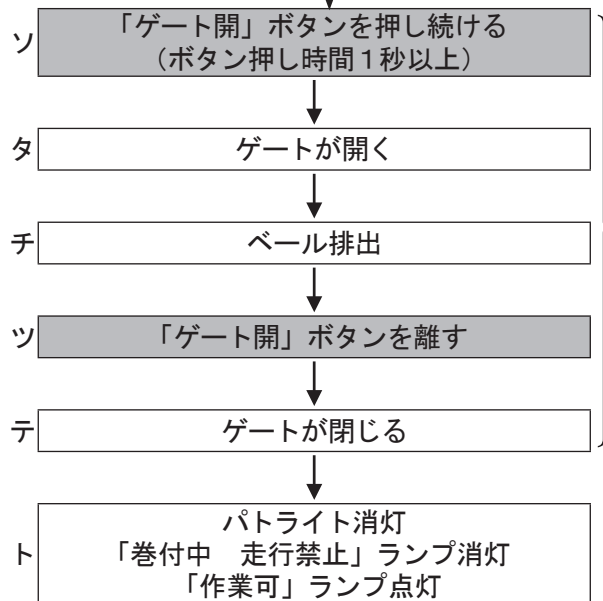 ソ
「ゲート開」ボタンを押し続ける
（ボタン押し時間１秒以上）
タ
ゲートが開く
チ
ベール排出
ツ
「ゲート開」ボタンを離す
テ
ゲートが閉じる
ト
パトライト消灯
「巻付中　走行禁止」ランプ消灯
「作業可」ランプ点灯